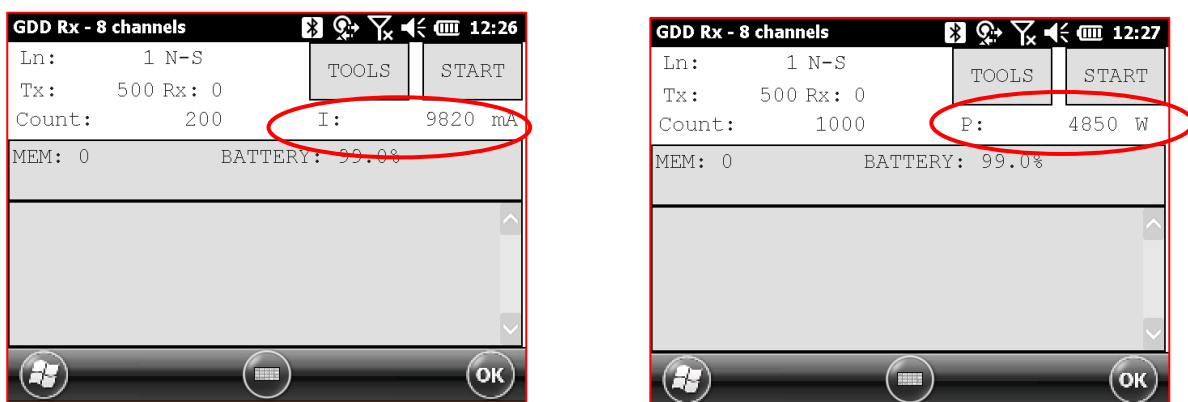 GDD Rx - 8 channels 12:26
Ln: 1 N-S
TOOLS START
Tx: 500 Rx: 0
Count: 200 I: 9820 mA
MEM: 0 BATTERY: 99.0%
OK
GDD Rx - 8 channels 12:27
Ln: 1 N-S
TOOLS START
Tx: 500 Rx: 0
Count: 1000 P: 4850 W
MEM: 0 BATTERY: 99.0%
OK